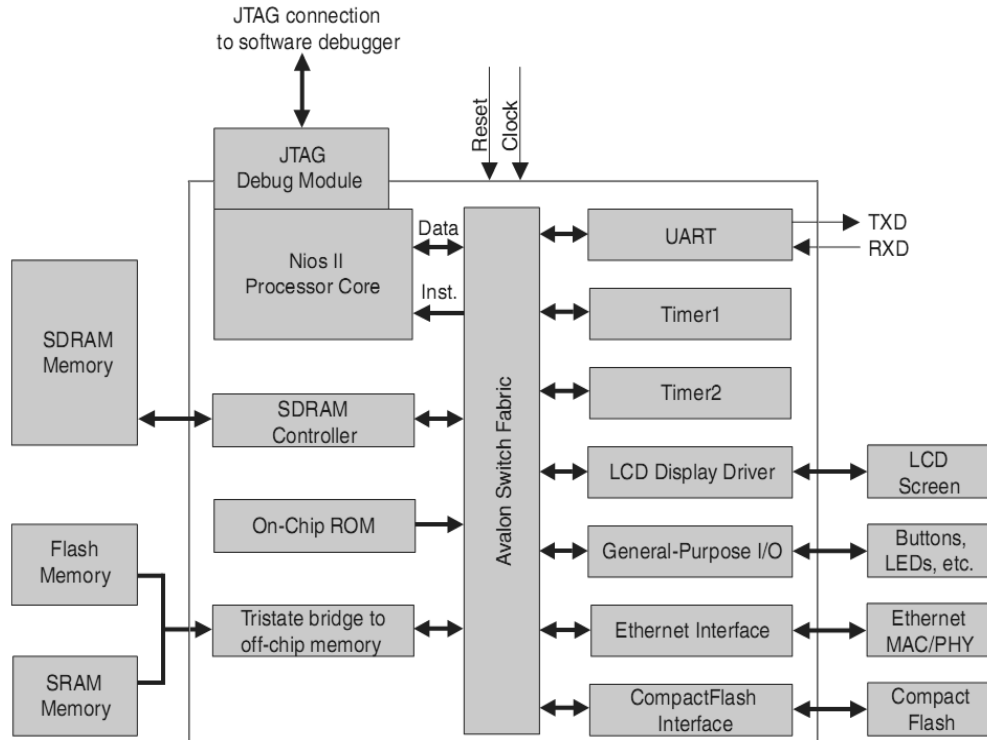 JTAG connection
to software debugger
Reset
Clock
JTAG
Debug Module
Data
Nios II
Processor Core
Inst.
UART
TXD
RXD
Timer1
SDRAM
Memory
Timer2
SDRAM
Controller
Avalon Switch Fabric
LCD Display Driver
LCD
Screen
On-Chip ROM
General-Purpose I/O
Buttons,
LEDs, etc.
Flash
Memory
Tristate bridge to
off-chip memory
Ethernet Interface
Ethernet
MAC/PHY
SRAM
Memory
CompactFlash
Interface
Compact
Flash